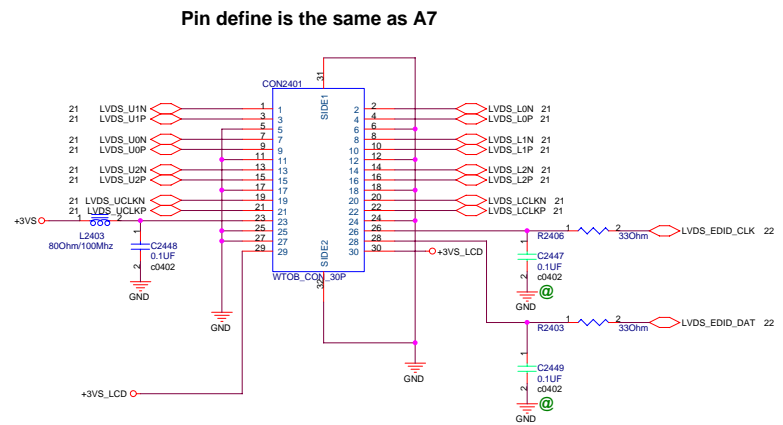 Pin define is the same as A7
CON2401
31
SIDE1
21 LVDS_U1N 1 1 2 2 LVDS_L0N 21
21 LVDS_U1P 3 3 4 4 LVDS_L0P 21
5 5 6 6
21 LVDS_U0N 7 7 8 8 LVDS_L1N 21
21 LVDS_U0P 9 9 10 10 LVDS_L1P 21
11 11 12 12
21 LVDS_U2N 13 13 14 14 LVDS_L2N 21
21 LVDS_U2P 15 15 16 16 LVDS_L2P 21
17 17 18 18
21 LVDS_UCLKN 19 19 20 20 LVDS_LCLKN 21
21 LVDS_UCLKP 21 21 22 22 LVDS_LCLKP 21
+3VS 1 2 23 23 24 24
25 25 26 26 1 2 LVDS_EDID_CLK 22
L2403 27 27 28 28 R2406 33Ohm
80Ohm/100Mhz 29 29 30 30 +3VS_LCD
SIDE2
1 C2448
0.1UF
2 c0402
GND
WTOB_CON_30P
32
1 C2447
0.1UF
2 c0402
GND @
GND
1 2 LVDS_EDID_DAT 22
R2403 33Ohm
GND
1 C2449
0.1UF
2 c0402
GND @
+3VS_LCD